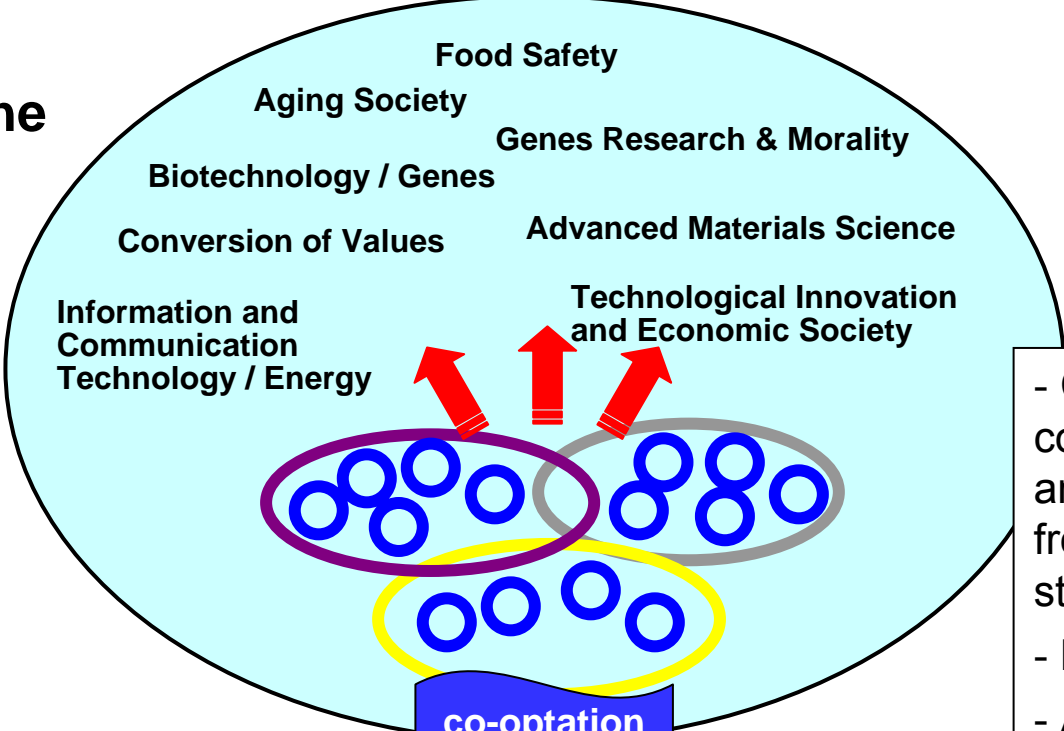 Food Safety
Aging Society
Genes Research & Morality
Biotechnology / Genes
Conversion of Values
Advanced Materials Science
Information and
Communication
Technology / Energy
Technological Innovation
and Economic Society
co-optation